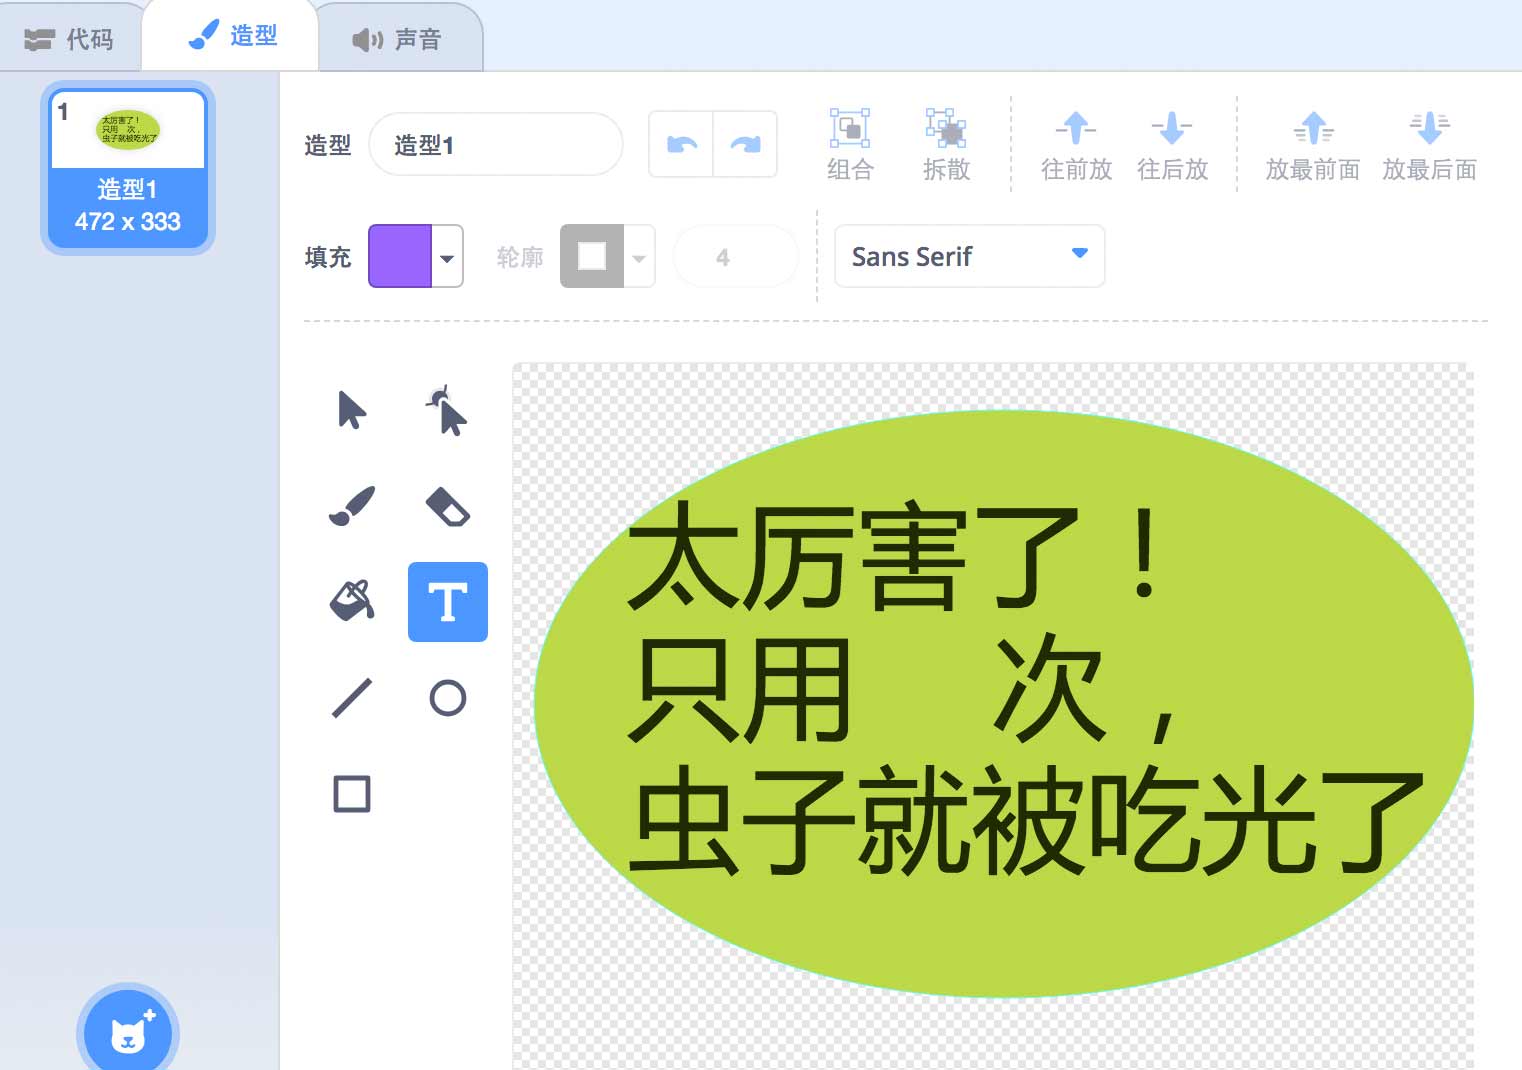 代码 造型 声音
1
太厉害了！
只用　次，
虫子就被吃光了
造型1
472 x 333
造型 造型1 组合 拆散 往前放 往后放 放最前面 放最后面
填充 轮廓 4 Sans Serif
太厉害了！
只用　次，
虫子就被吃光了